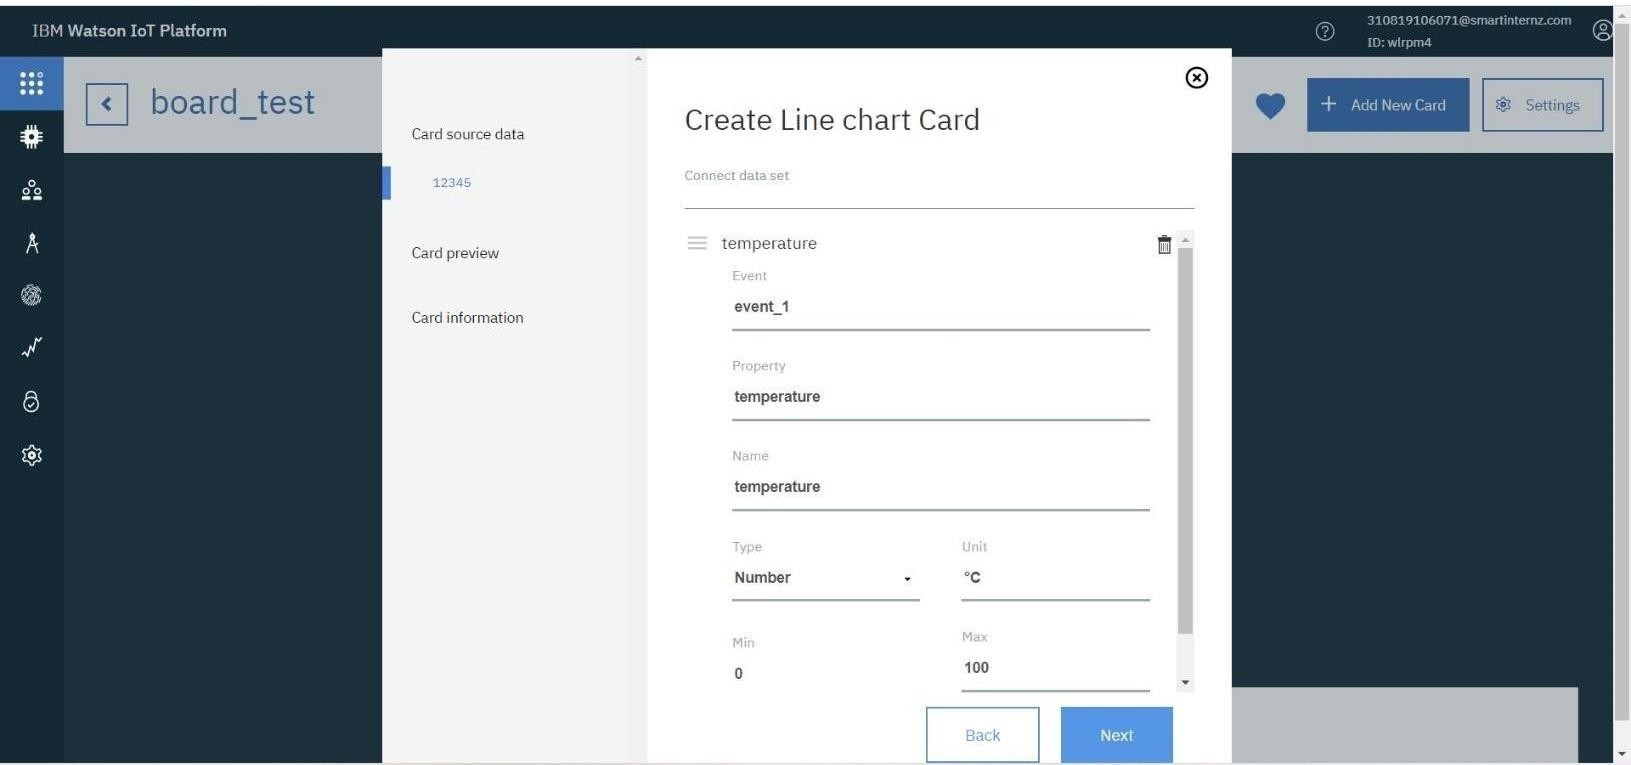 IBM Watson IoT Platform
310819106071@smartinternz.com
ID: wlrpm4
board_test
Add New Card
Settings
Card source data
12345
Card preview
Card information
Create Line chart Card
Connect data set
temperature
Event
event_1
Property
temperature
Name
temperature
Type
Unit
Number
°C
Min
Max
0
100
Back
Next